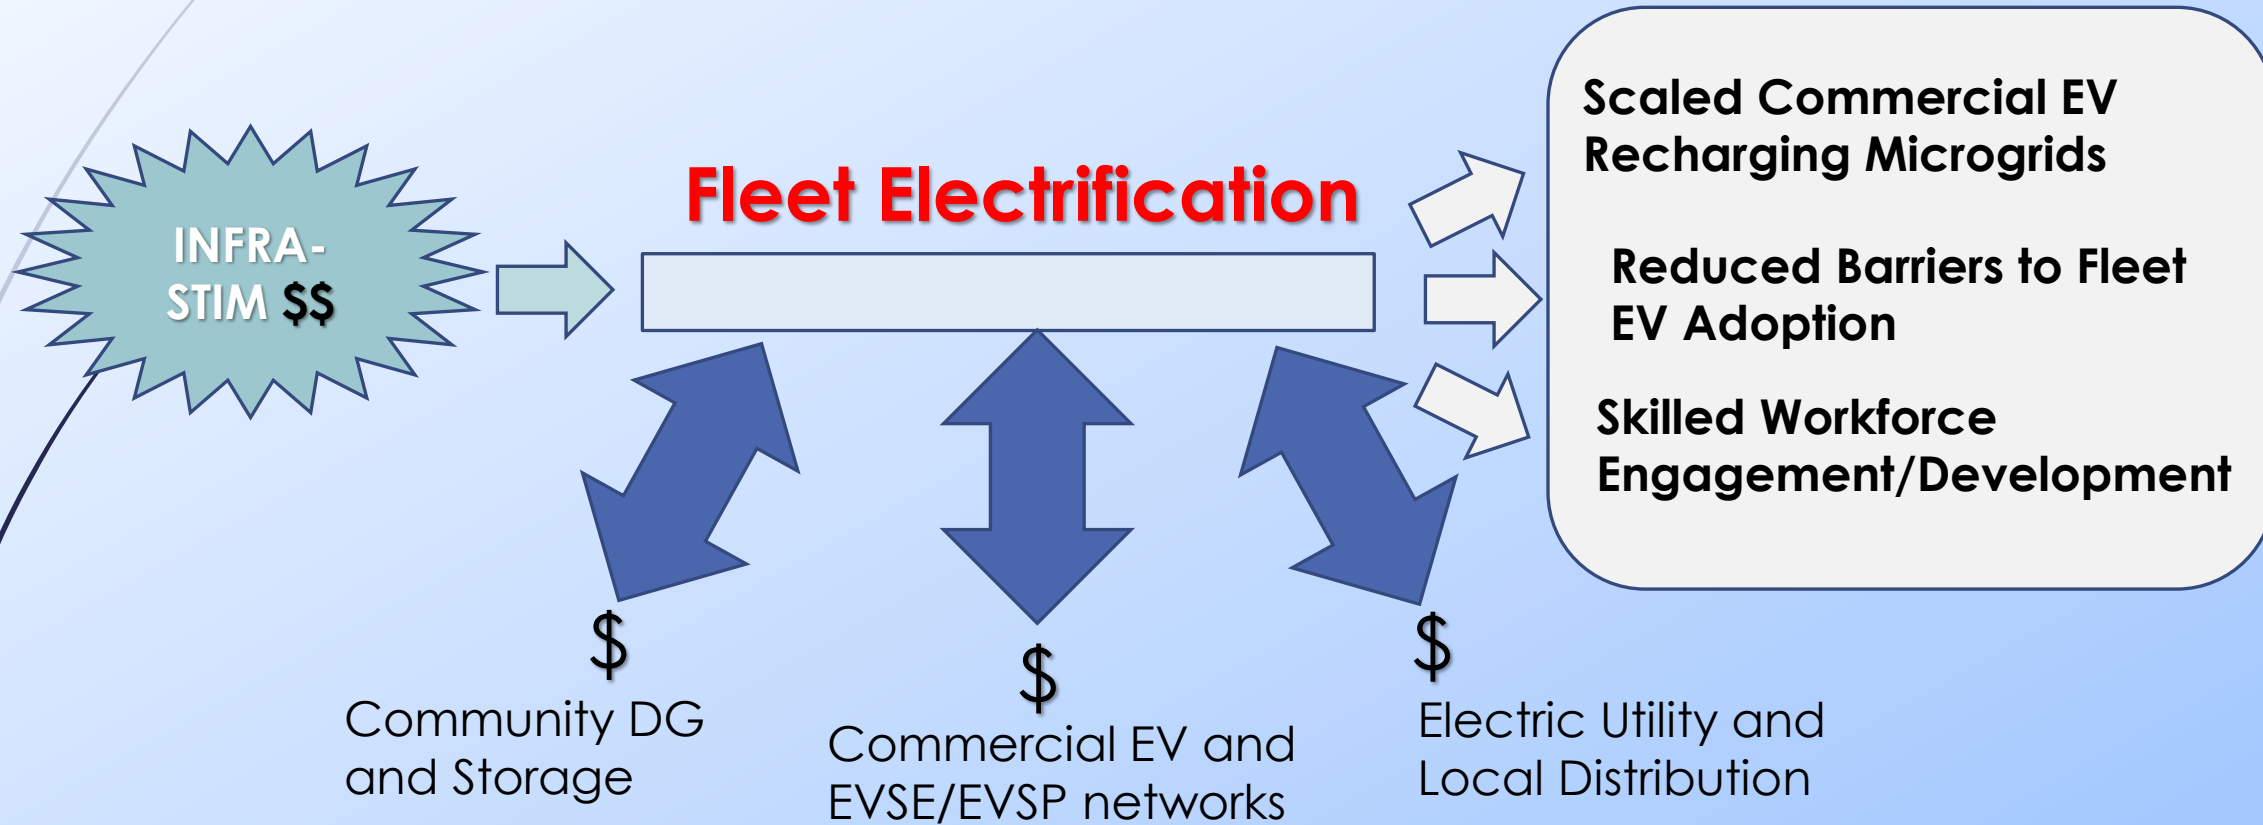 INFRA-
STIM $$
Fleet Electrification
Scaled Commercial EV
Recharging Microgrids
Reduced Barriers to Fleet
EV Adoption
Skilled Workforce
Engagement/Development
$
Community DG
and Storage
$
Commercial EV and
EVSE/EVSP networks
$
Electric Utility and
Local Distribution